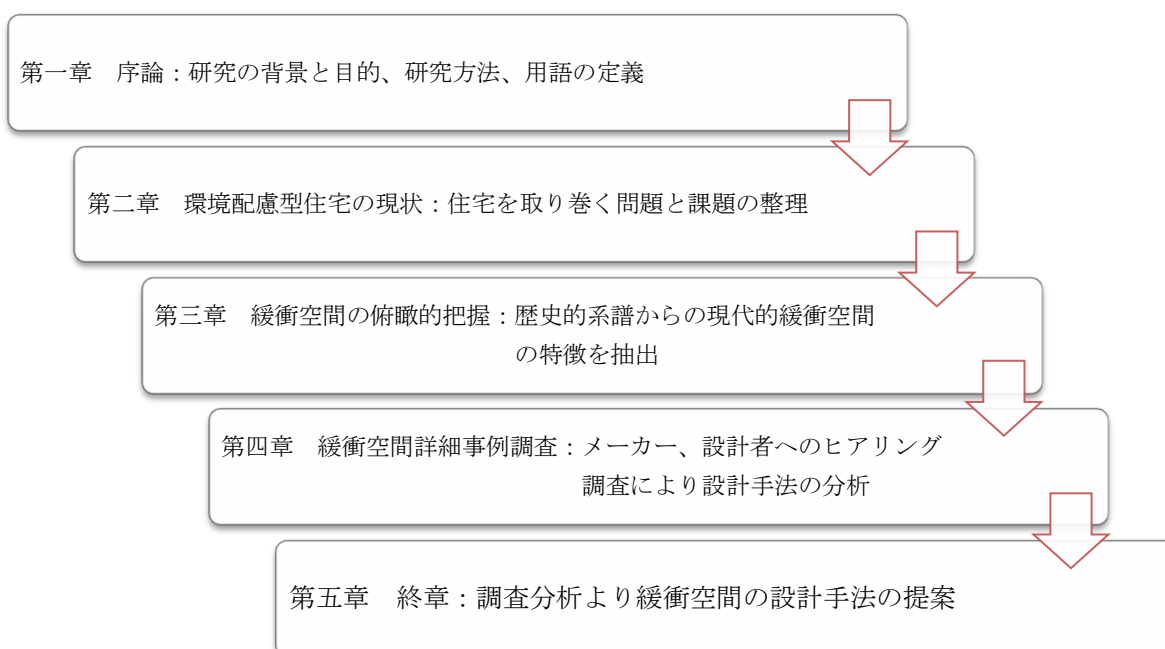 第一章　序論：研究の背景と目的、研究方法、用語の定義
第二章　環境配慮型住宅の現状：住宅を取り巻く問題と課題の整理
第三章　緩衝空間の俯瞰的把握：歴史的系譜からの現代的緩衝空間
の特徴を抽出
第四章　緩衝空間詳細事例調査：メーカー、設計者へのヒアリング
調査により設計手法の分析
第五章　終章：調査分析より緩衝空間の設計手法の提案